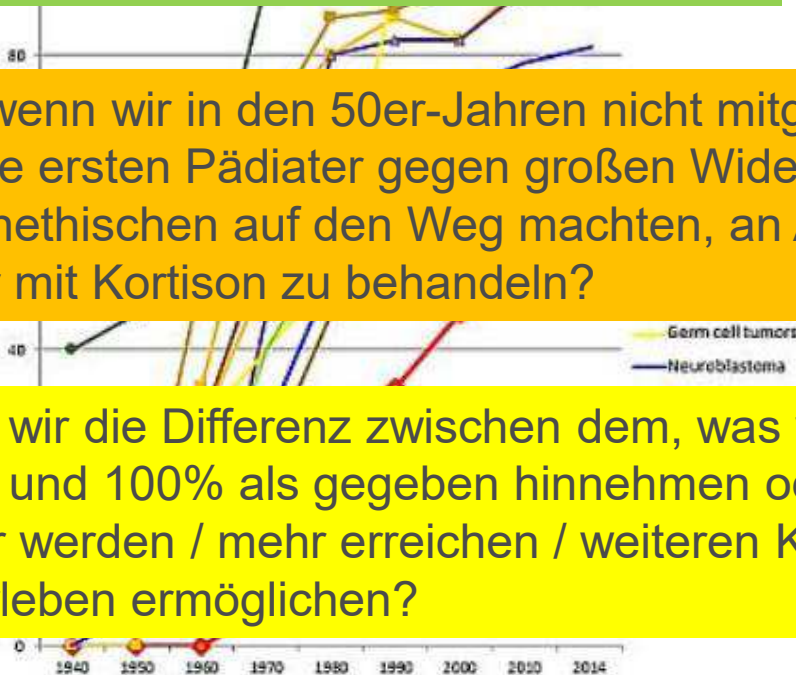 80
wenn wir in den 50er-Jahren nicht mitg
e ersten Pädiater gegen großen Wide
nethischen auf den Weg machten, an
mit Kortison zu behandeln?
Germ cell tumors
40
Neuroblastoma
wir die Differenz zwischen dem, was
und 100% als gegeben hinnehmen o
r werden / mehr erreichen / weiteren K
leben ermöglichen?
0
1940 1950 1960 1970 1980 1990 2000 2010 2014